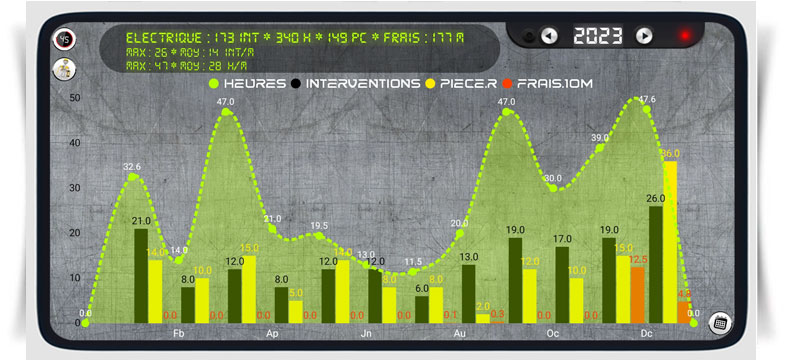 45
ELECTRIQUE : 173 INT * 340 H * 149 PC * FRAIS : 177 M
MAX : 26 * MOY : 14 INT/M
MAX : 47 * MOY : 28 H/M
2023
HEURES INTERVENTIONS PIECE.R FRAIS.10M
50
40
30
20
10
0
0.0 32.6 14.0 47.0 21.0 19.5 13.0 11.5 20.0 47.0 30.0 39.0 47.6 0.0
21.0 8.0 12.0 8.0 12.0 12.0 6.0 13.0 19.0 17.0 19.0 26.0
14.0 10.0 15.0 5.0 14.0 8.0 8.0 2.0 12.0 10.0 15.0 36.0
0.0 0.0 0.0 0.0 0.0 0.0 0.1 0.3 0.0 0.0 12.5
Fb Ap Jn Au Oc Dc